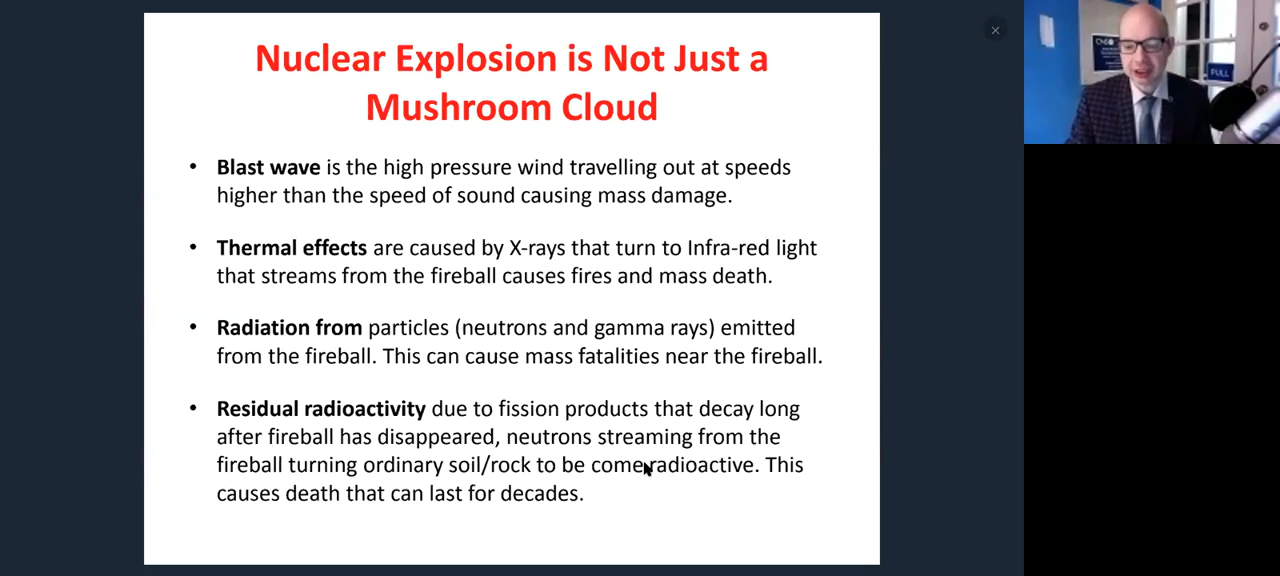 Nuclear Explosion is Not Just a
Mushroom Cloud
• Blast wave is the high pressure wind travelling out at speeds
higher than the speed of sound causing mass damage.
• Thermal effects are caused by X-rays that turn to Infra-red light
that streams from the fireball causes fires and mass death.
• Radiation from particles (neutrons and gamma rays) emitted
from the fireball. This can cause mass fatalities near the fireball.
• Residual radioactivity due to fission products that decay long
after fireball has disappeared, neutrons streaming from the
fireball turning ordinary soil/rock to be come radioactive. This
causes death that can last for decades.
PULL